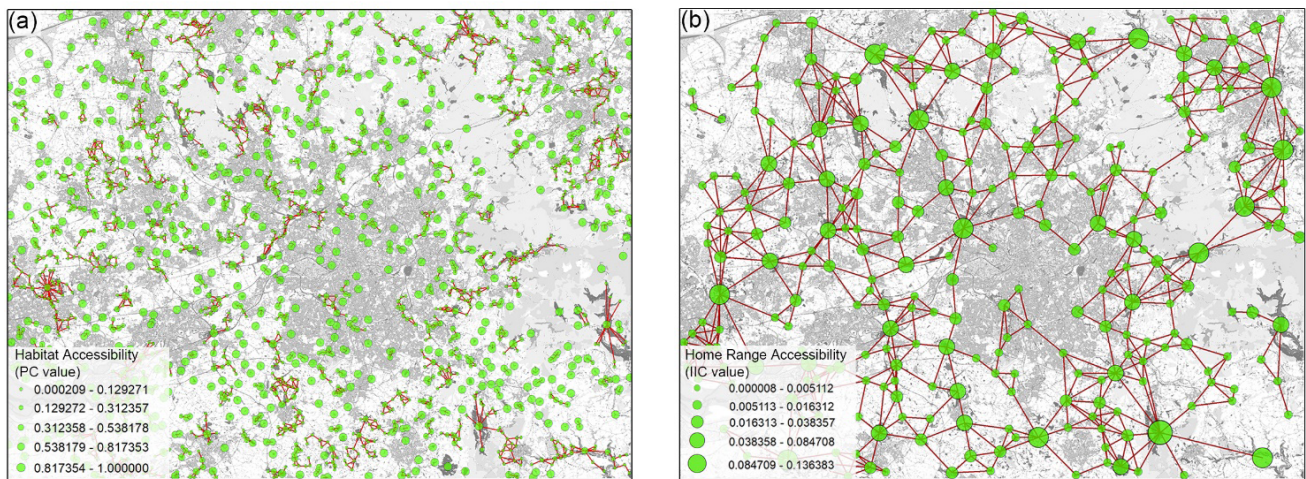 (a)
Habitat Accessibility
(PC value)
0.000209 - 0.129271
0.129272 - 0.312357
0.312358 - 0.538178
0.538179 - 0.817353
0.817354 - 1.000000
(b)
Home Range Accessibility
(IIC value)
0.000008 - 0.005112
0.005113 - 0.016312
0.016313 - 0.038357
0.038358 - 0.084708
0.084709 - 0.136383